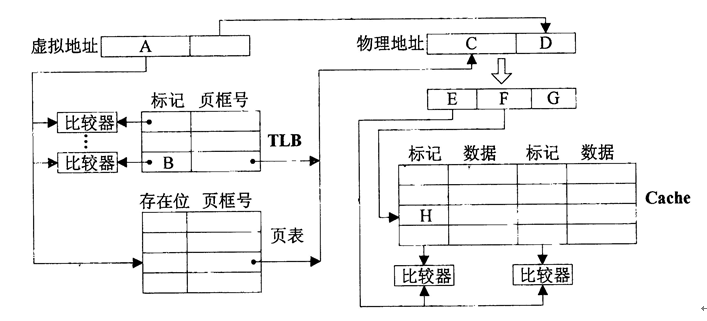 虚拟地址 A
物理地址 C D
E F G
标记 页框号
比较器
比较器 B
TLB
标记 数据 标记 数据
H
Cache
存在位 页框号
页表
比较器 比较器